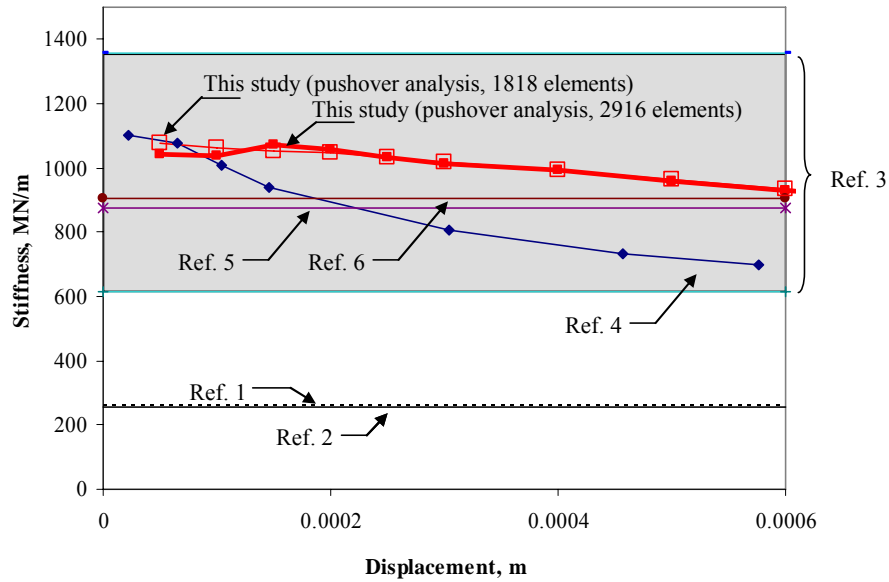 1400
This study (pushover analysis, 1818 elements)
1200
This study (pushover analysis, 2916 elements)
1000
Ref. 3
800
Ref. 5
Ref. 6
600
Ref. 4
400
Ref. 1
200
Ref. 2
0
Stiffness, MN/m
0
0.0002
0.0004
0.0006
Displacement, m